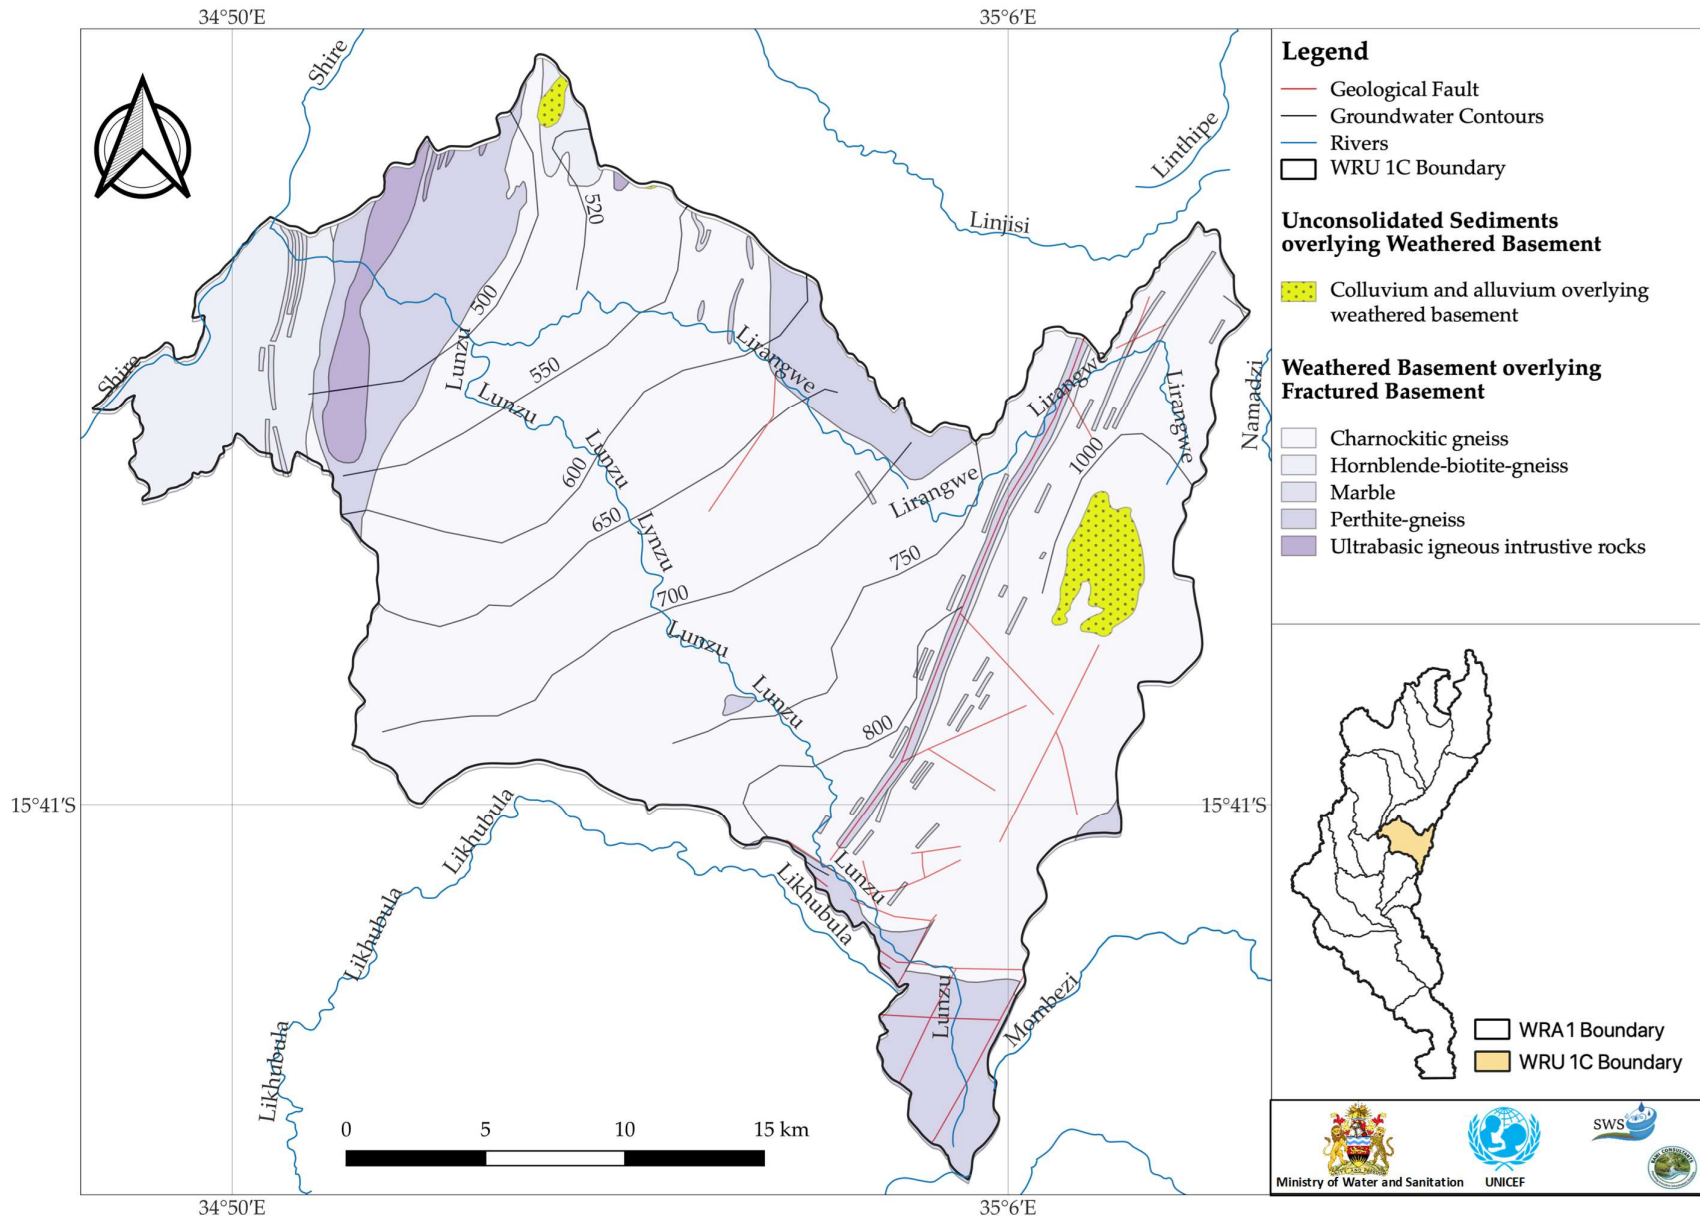 34°50′E
35°6′E
Shire
Linthipe
Linjisi
520
500
Lunzu
550
Lirangwe
Lirangwe
Lirangwe
Namadzi
Shire
Lunzu
Lunzu
600
1000
Lirangwe
650
Lynzu
750
700
Lunzu
Lunzu
800
15°41′S
15°41′S
Likhubula
Lunzu
Likhubula
Likhubula
Lunzu
Mombezi
Likhubula
0 5 10 15 km
34°50′E
35°6′E
Legend
Geological Fault
Groundwater Contours
Rivers
WRU 1C Boundary
Unconsolidated Sediments
overlying Weathered Basement
Colluvium and alluvium overlying
weathered basement
Weathered Basement overlying
Fractured Basement
Charnockitic gneiss
Hornblende-biotite-gneiss
Marble
Perthite-gneiss
Ultrabasic igneous intrustive rocks
WRA 1 Boundary
WRU 1C Boundary
Ministry of Water and Sanitation
UNICEF
SWS